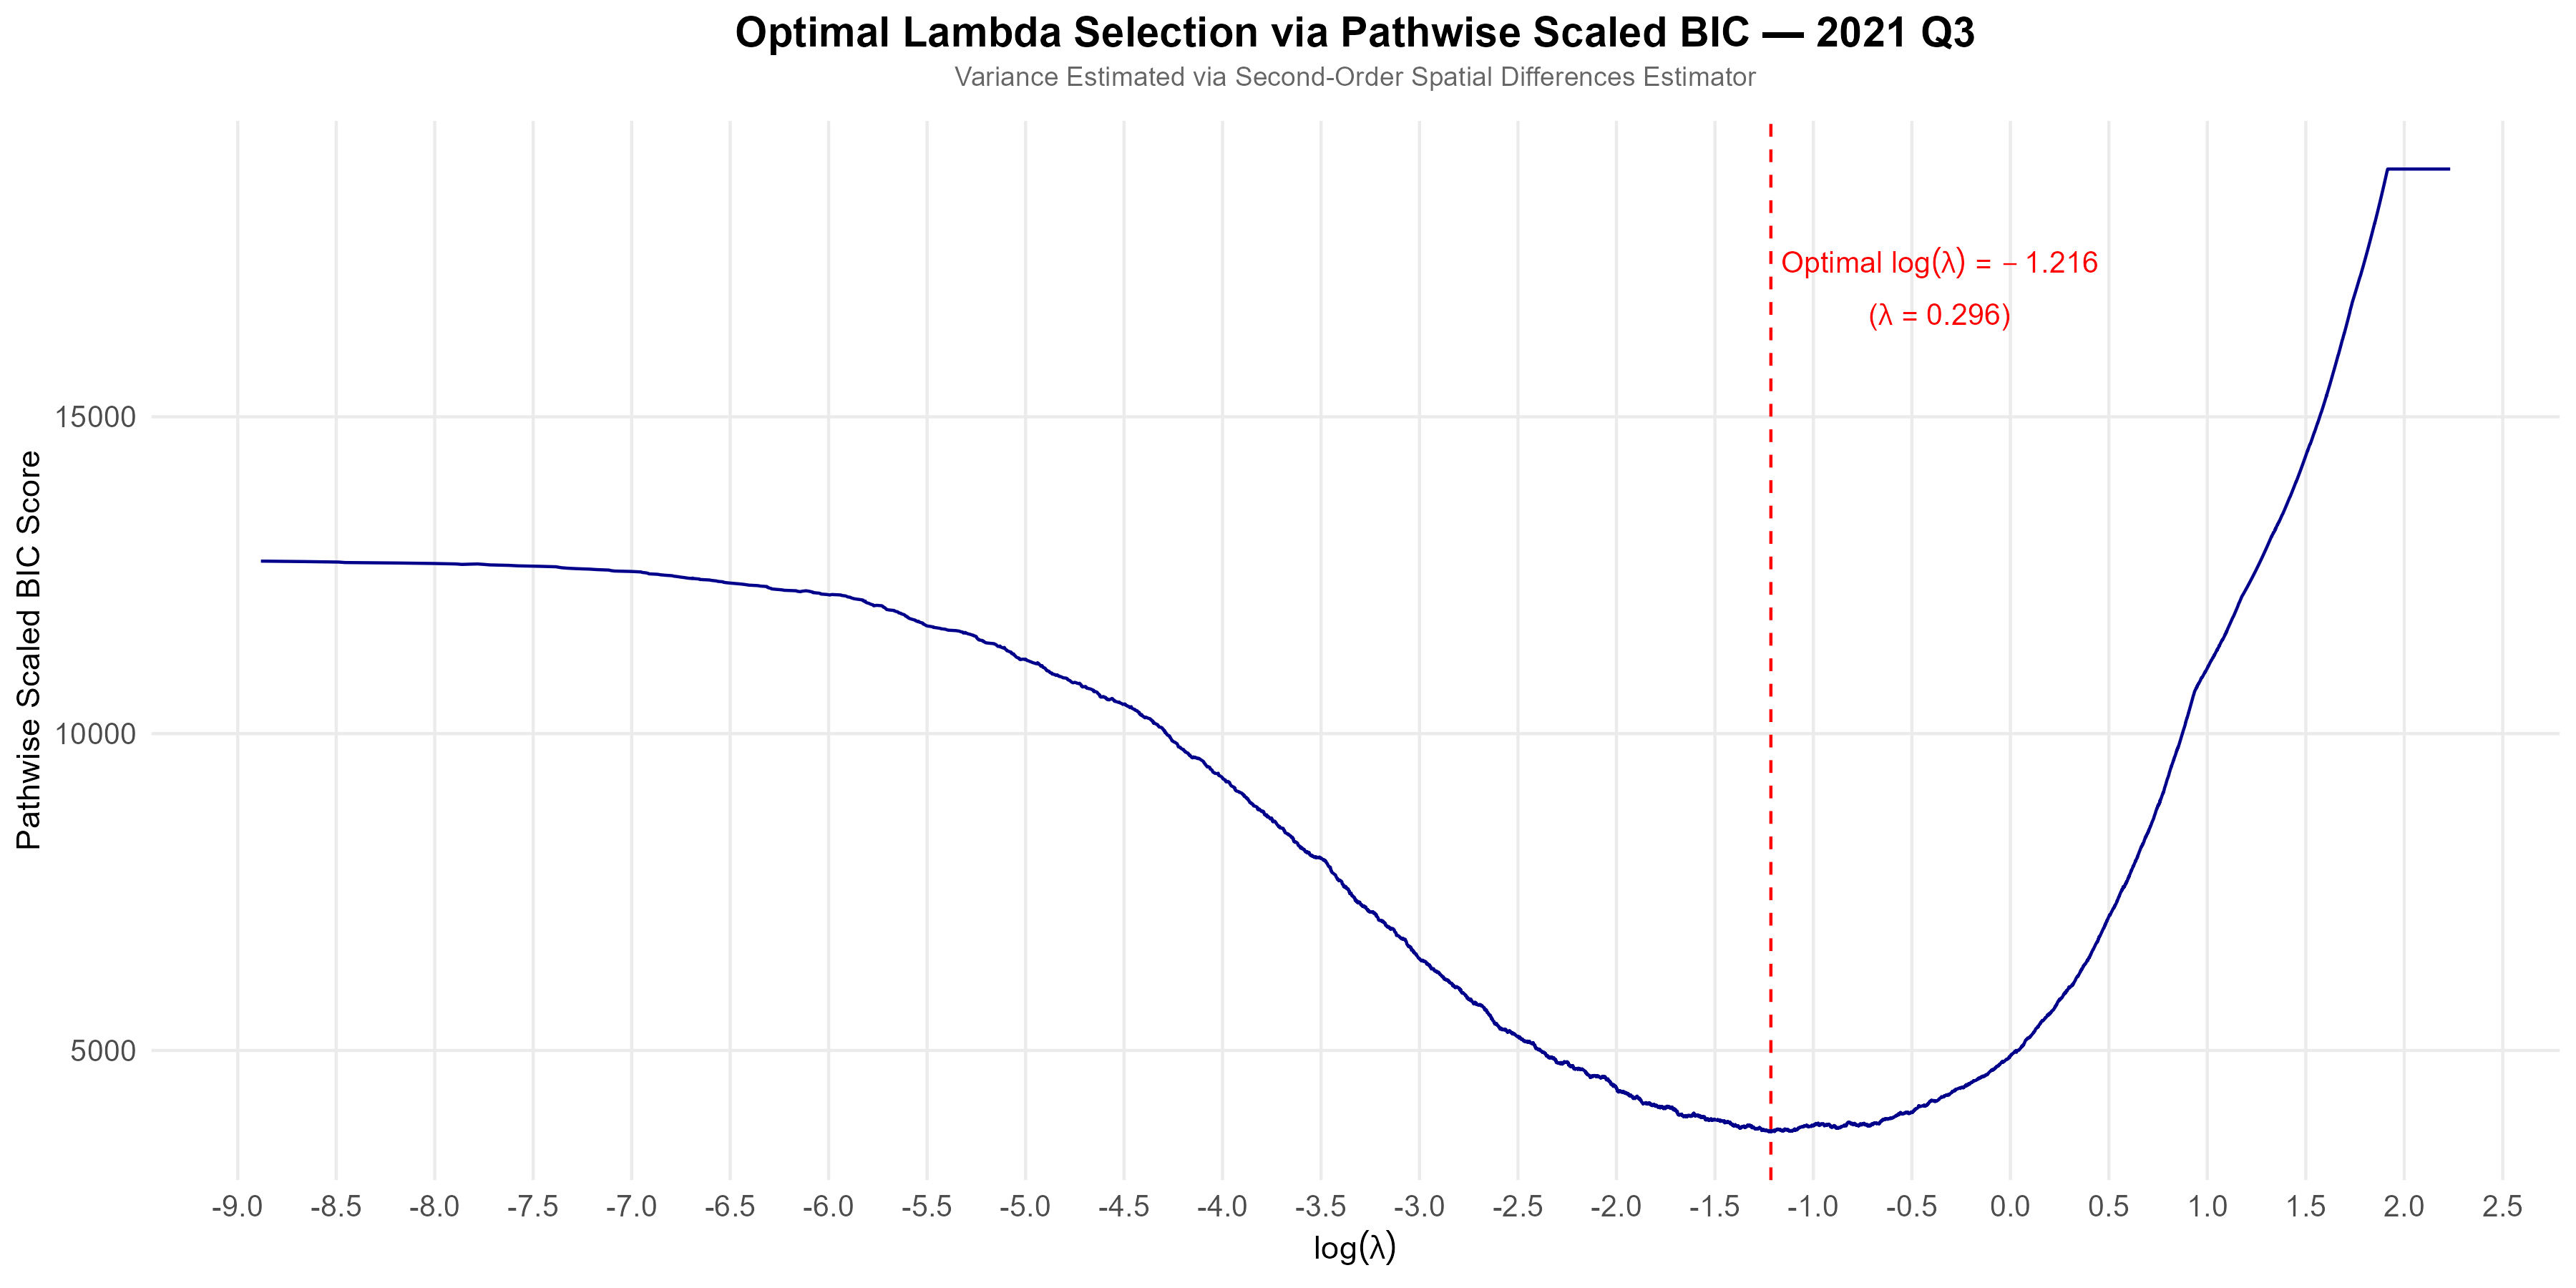 Optimal Lambda Selection via Pathwise Scaled BIC — 2021 Q3
Variance Estimated via Second-Order Spatial Differences Estimator
Optimal log(λ) = − 1.216
(λ = 0.296)
Pathwise Scaled BIC Score
15000
10000
5000
-9.0 -8.5 -8.0 -7.5 -7.0 -6.5 -6.0 -5.5 -5.0 -4.5 -4.0 -3.5 -3.0 -2.5 -2.0 -1.5 -1.0 -0.5 0.0 0.5 1.0 1.5 2.0 2.5
log(λ)